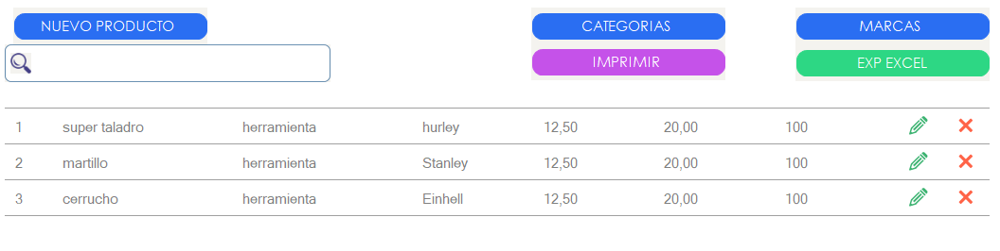 NUEVO PRODUCTO CATEGORIAS MARCAS
IMPRIMIR EXP EXCEL
1 super taladro herramienta hurley 12,50 20,00 100
2 martillo herramienta Stanley 12,50 20,00 100
3 cerrucho herramienta Einhell 12,50 20,00 100